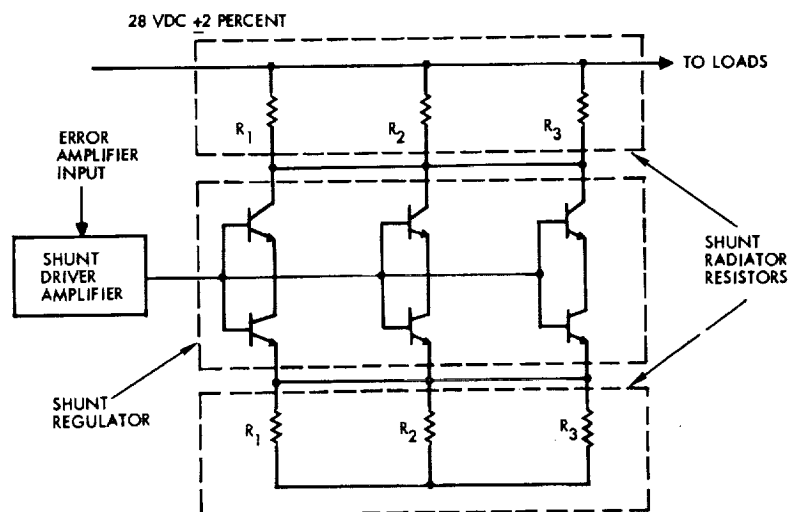 28 VDC ±2 PERCENT
TO LOADS
R1
R2
R3
ERROR
AMPLIFIER
INPUT
SHUNT
DRIVER
AMPLIFIER
SHUNT
RADIATOR
RESISTORS
SHUNT
REGULATOR
R1
R2
R3